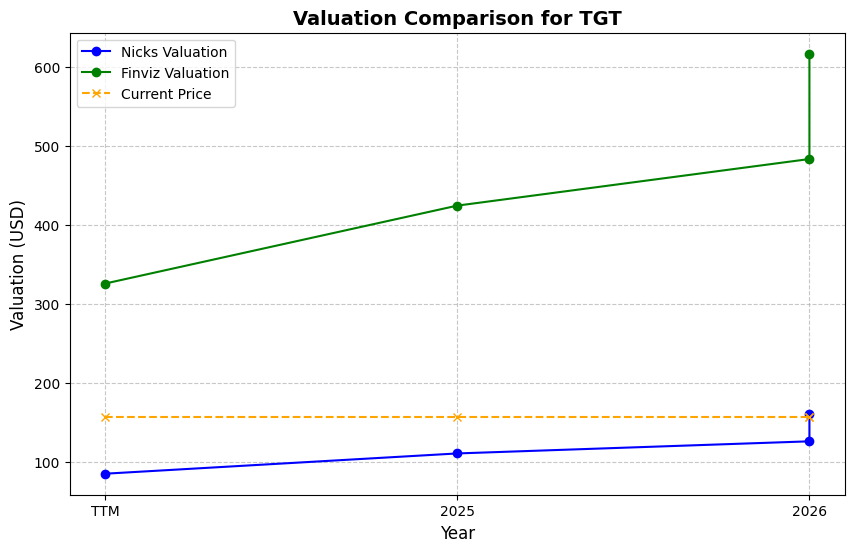 Valuation Comparison for TGT
Nicks Valuation
Finviz Valuation
Current Price
Valuation (USD)
600
500
400
300
200
100
TTM
2025
2026
Year